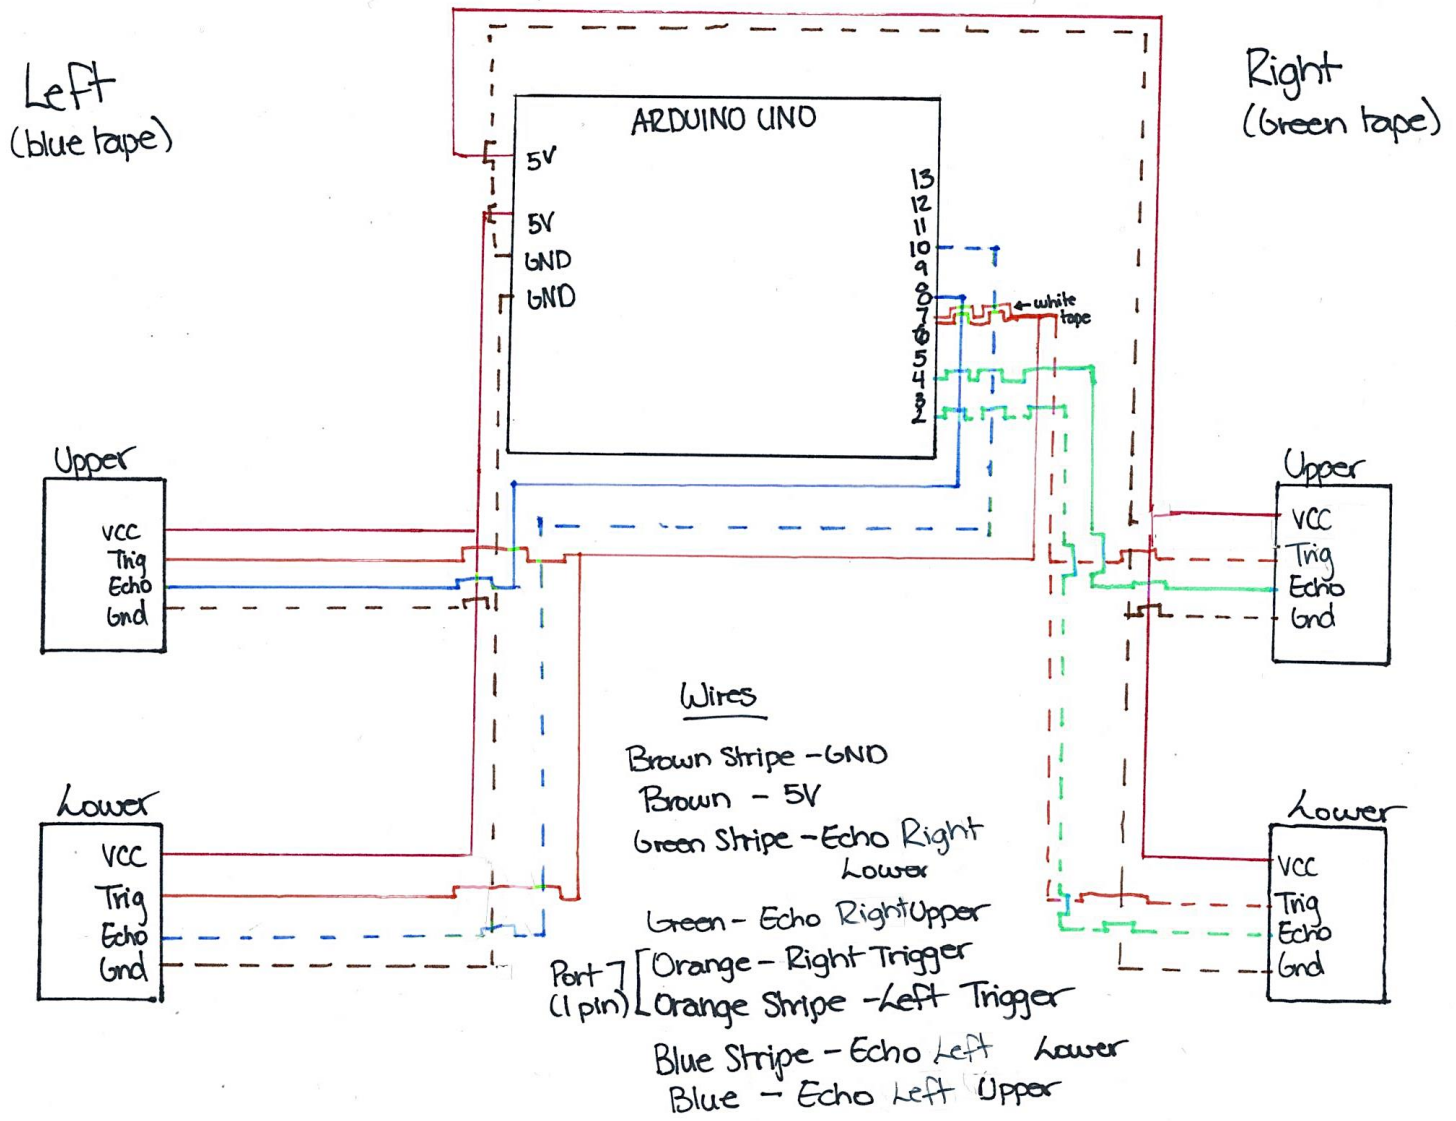 Left
(blue tape)
Right
(Green tape)
ARDUINO UNO
5V
5V
GND
GND
13
12
11
10
9
8
7
6
5
4
3
2
←white
tape
Upper
VCC
Trig
Echo
Gnd
Upper
VCC
Trig
Echo
Gnd
Lower
VCC
Trig
Echo
Gnd
Lower
VCC
Trig
Echo
Gnd
Wires
Brown Stripe - GND
Brown - 5V
Green Stripe - Echo Right
Lower
Green - Echo Right Upper
Port 7
(1 pin)
Orange - Right Trigger
Orange Stripe - Left Trigger
Blue Stripe - Echo Left Lower
Blue - Echo Left Upper